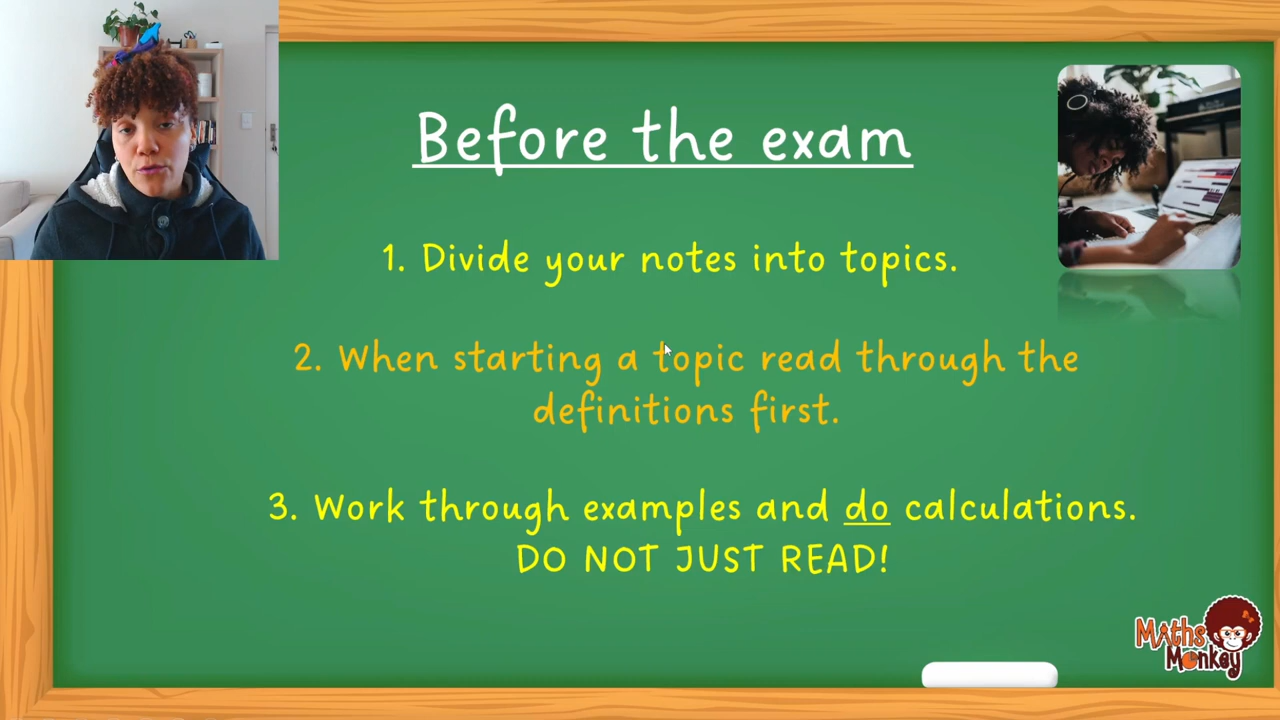 Before the exam
1. Divide your notes into topics.
2. When starting a topic read through the
definitions first.
3. Work through examples and do calculations.
DO NOT JUST READ!
Maths
Monkey